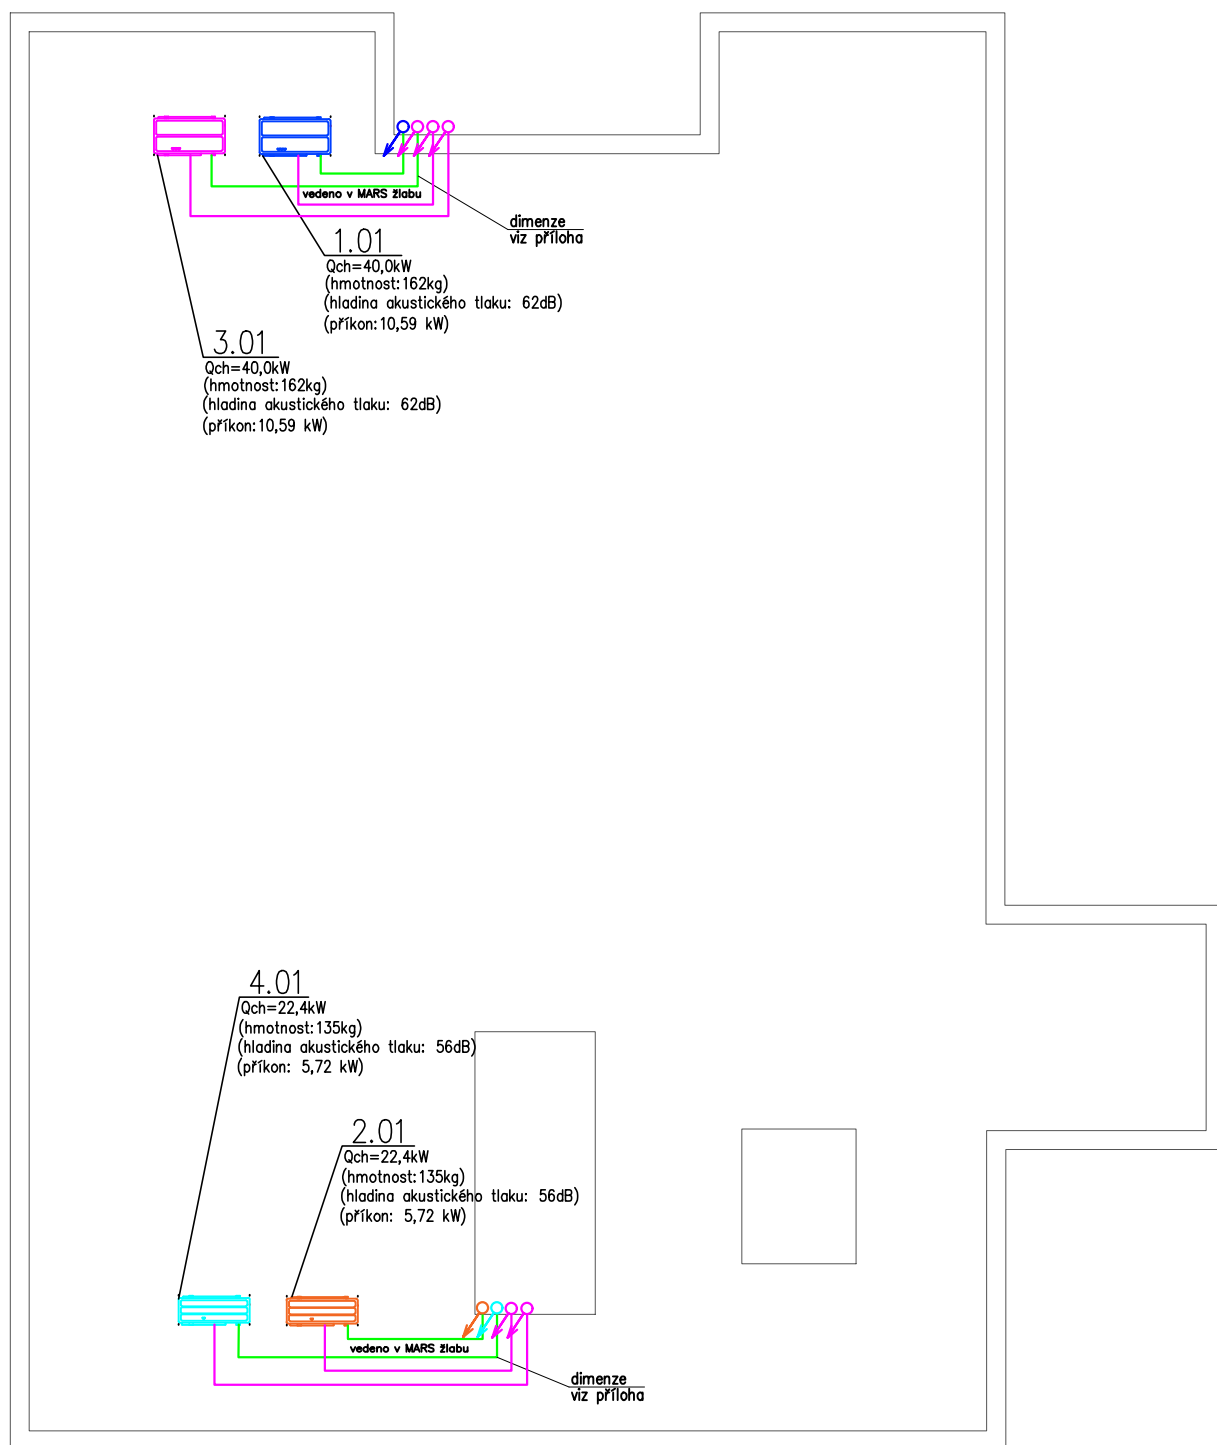 vedeno v MARS žlabu
dimenze
viz příloha
1.01
Qch=40,0kW
(hmotnost:162kg)
(hladina akustického tlaku: 62dB)
(příkon:10,59 kW)
3.01
Qch=40,0kW
(hmotnost:162kg)
(hladina akustického tlaku: 62dB)
(příkon:10,59 kW)
4.01
Qch=22,4kW
(hmotnost:135kg)
(hladina akustického tlaku: 56dB)
(příkon: 5,72 kW)
2.01
Qch=22,4kW
(hmotnost:135kg)
(hladina akustického tlaku: 56dB)
(příkon: 5,72 kW)
vedeno v MARS žlabu
dimenze
viz příloha